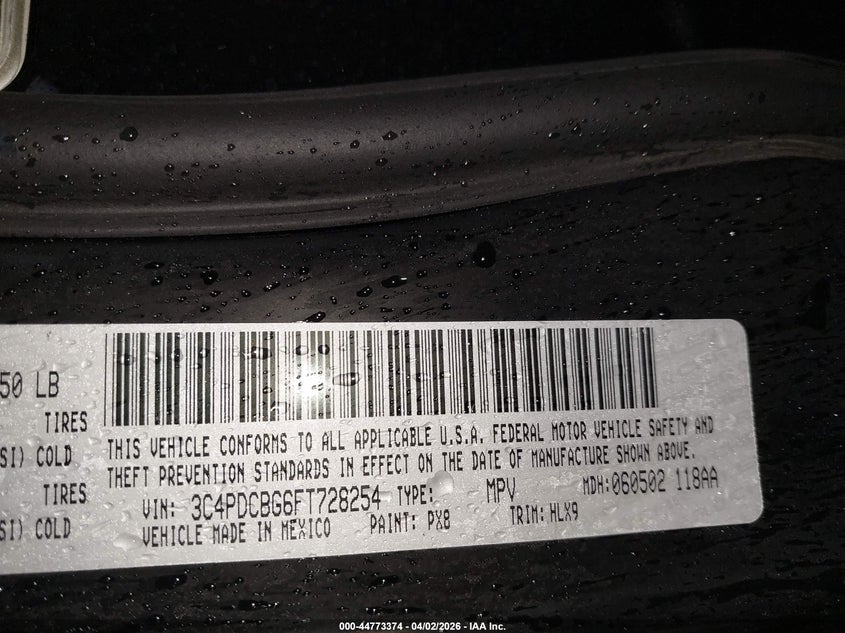 50 LB
TIRES
SI) COLD
TIRES
SI) COLD
THIS VEHICLE CONFORMS TO ALL APPLICABLE U.S.A. FEDERAL MOTOR VEHICLE SAFETY AND
THEFT PREVENTION STANDARDS IN EFFECT ON THE DATE OF MANUFACTURE SHOWN ABOVE.
VIN: 3C4PDCBG6FT728254 TYPE: MPV MDH: 060502 118AA
VEHICLE MADE IN MEXICO PAINT: PX8 TRIM: HLX9
000-44773374 - 04/02/2026 - IAA Inc.